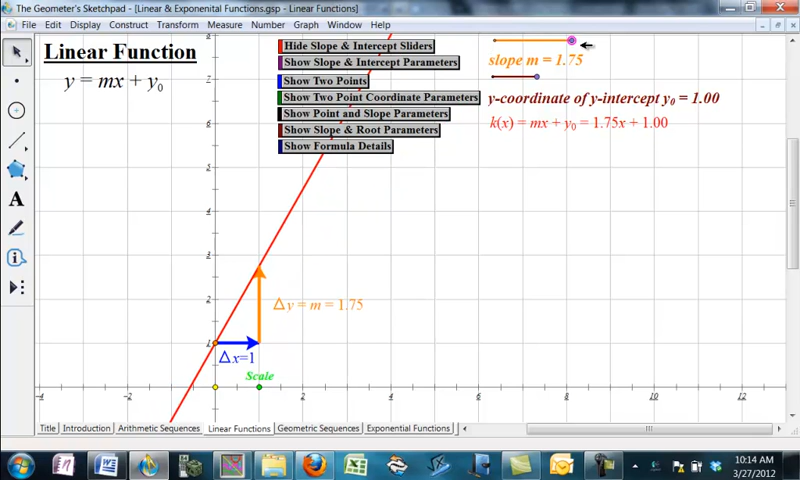 The Geometer's Sketchpad - [Linear & Exponenital Functions.gsp - Linear Functions]
File Edit Display Construct Transform Measure Number Graph Window Help
Linear Function
y = mx + y0
Hide Slope & Intercept Sliders
Show Slope & Intercept Parameters
Show Two Points
Show Two Point Coordinate Parameters
Show Point and Slope Parameters
Show Slope & Root Parameters
Show Formula Details
slope m = 1.75
y-coordinate of y-intercept y0 = 1.00
k(x) = mx + y0 = 1.75x + 1.00
8
7
6
5
4
3
2
1
Δy = m = 1.75
Δx=1
Scale
-4 -2 2 4 6 8 10 12
Title Introduction Arithmetic Sequences Linear Functions Geometric Sequences Exponential Functions
10:14 AM
3/27/2012